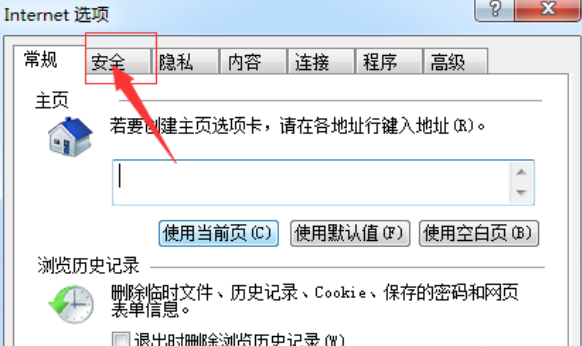 Internet 选项
常规 安全 隐私 内容 连接 程序 高级
主页
若要创建主页选项卡，请在各地址行键入地址(R)。
使用当前页(C) 使用默认值(F) 使用空白页(B)
浏览历史记录
删除临时文件、历史记录、Cookie、保存的密码和网页
表单信息。
退出时删除浏览历史记录(W)